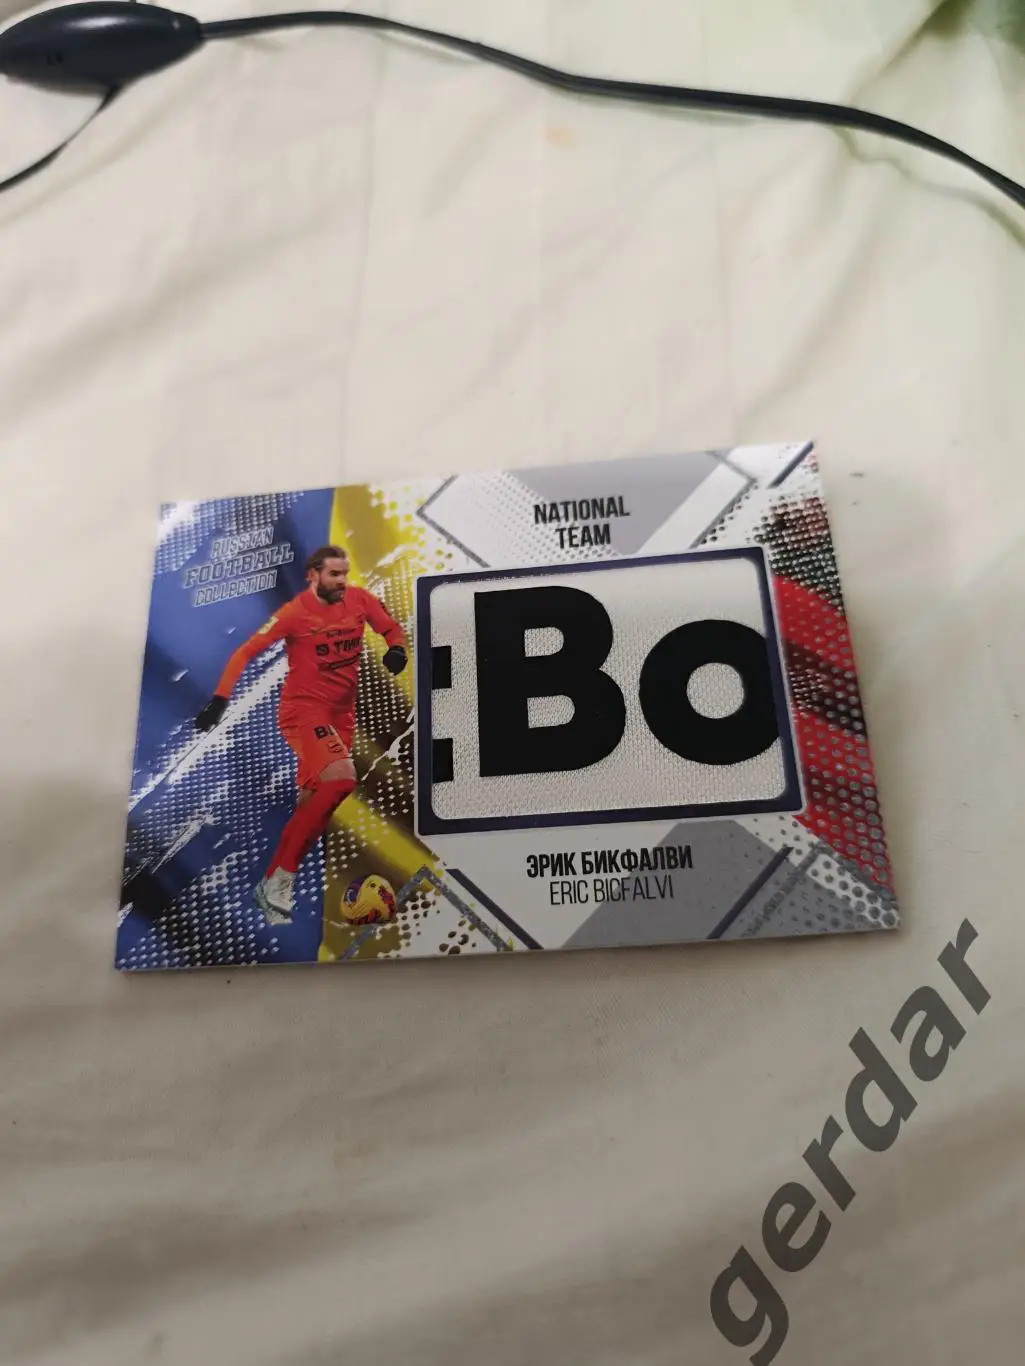 RUSSIAN
FOOTBALL
COLLECTION
NATIONAL
TEAM
Bo
ЭРИК БИКФАЛВИ
ERIC BICFALVI
gerdar